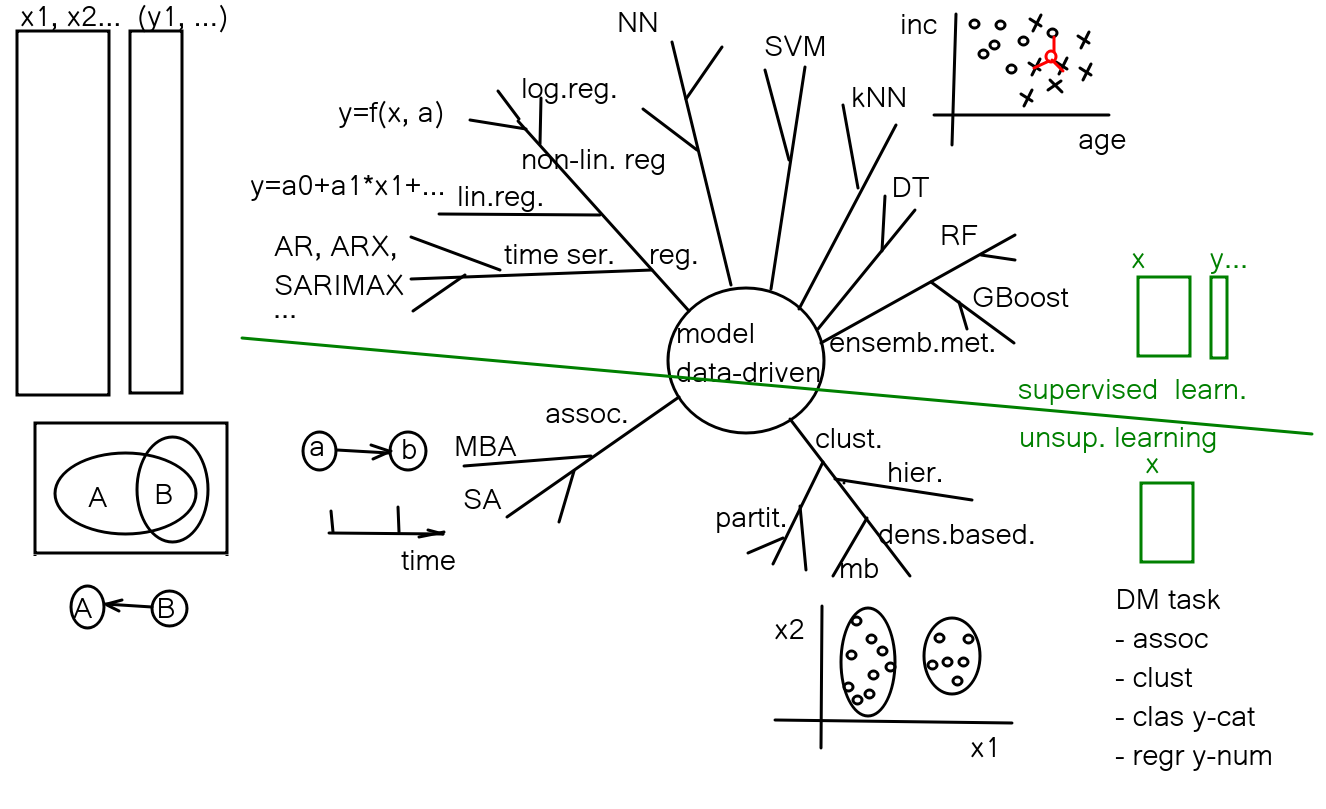 x1, x2... (y1, ...)
NN
SVM
kNN
DT
RF
GBoost
ensemb.met.
log.reg.
y=f(x, a)
non-lin. reg
y=a0+a1*x1+...
lin.reg.
AR, ARX,
SARIMAX
...
time ser.
reg.
model
data-driven
inc
age
x y...
supervised learn.
unsup. learning
x
assoc.
MBA
SA
a b
time
A B
A B
clust.
hier.
partit.
dens.based.
mb
x2
x1
DM task
- assoc
- clust
- clas y-cat
- regr y-num